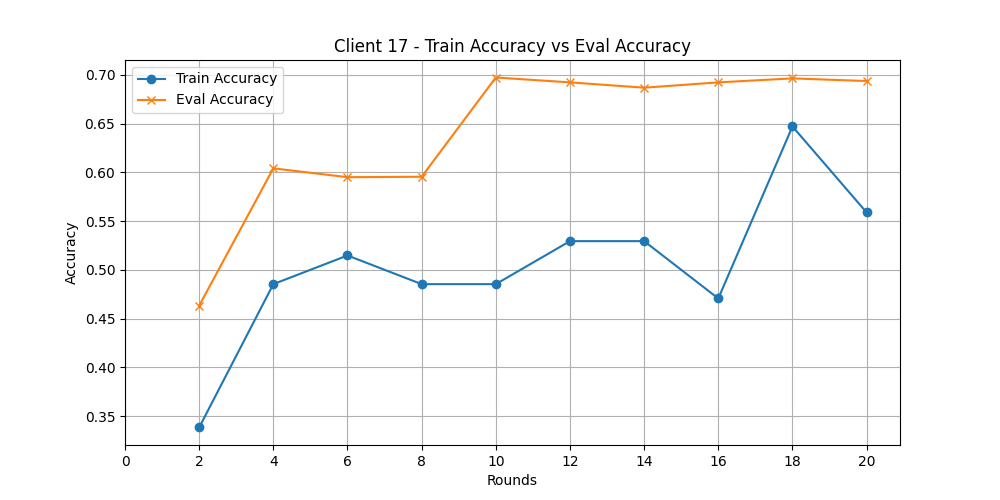 Client 17 - Train Accuracy vs Eval Accuracy
Train Accuracy
Eval Accuracy
Accuracy
0.70
0.65
0.60
0.55
0.50
0.45
0.40
0.35
0 2 4 6 8 10 12 14 16 18 20
Rounds